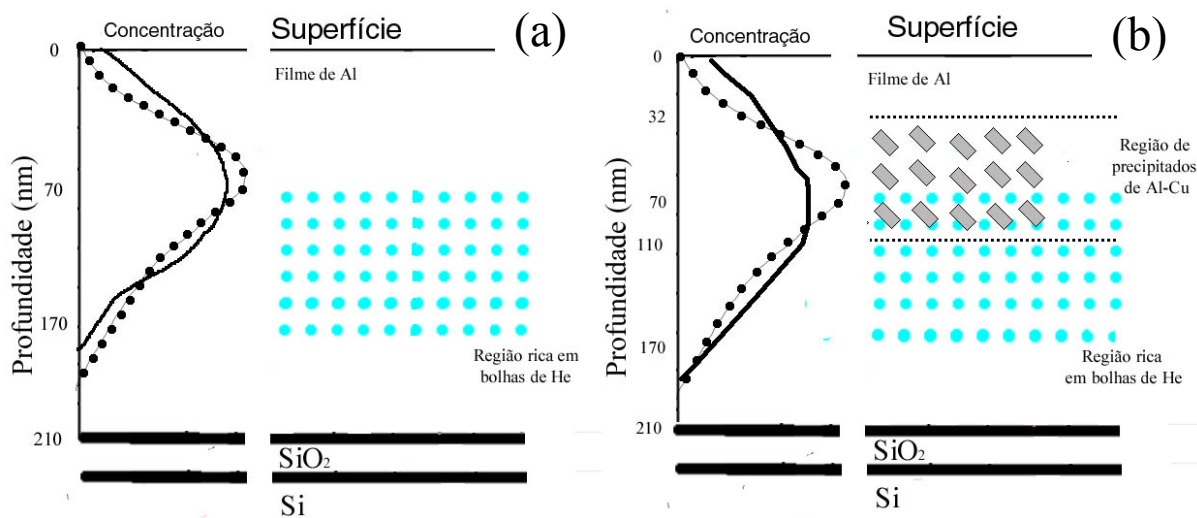 (a)
Concentração
Superfície
0
Filme de Al
70
Profundidade (nm)
170
Região rica em
bolhas de He
210
SiO₂
Si
(b)
Concentração
Superfície
0
Filme de Al
32
Região de
precipitados
de Al-Cu
70
Profundidade (nm)
110
170
Região rica
em bolhas de He
210
SiO₂
Si